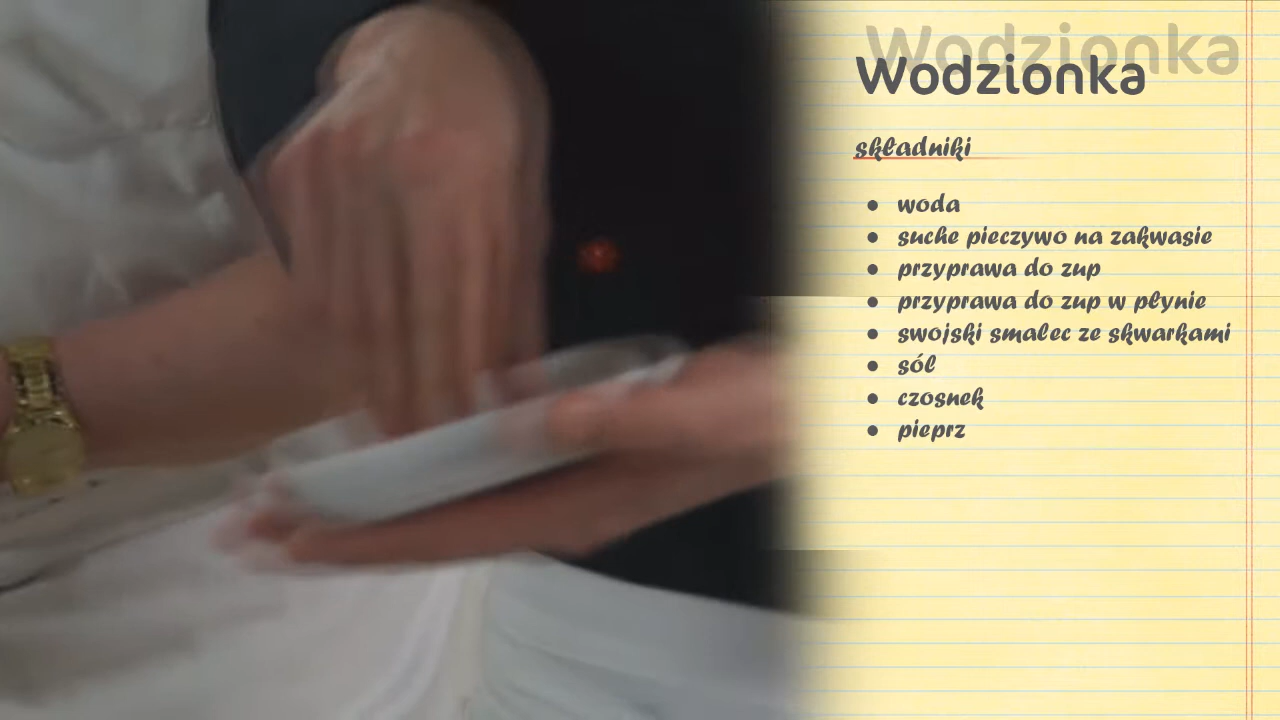 Wodzionka
Wodzionka
składniki
• woda
• suche pieczywo na zakwasie
• przyprawa do zup
• przyprawa do zup w płynie
• swojski smalec ze skwarkami
• sól
• czosnek
• pieprz